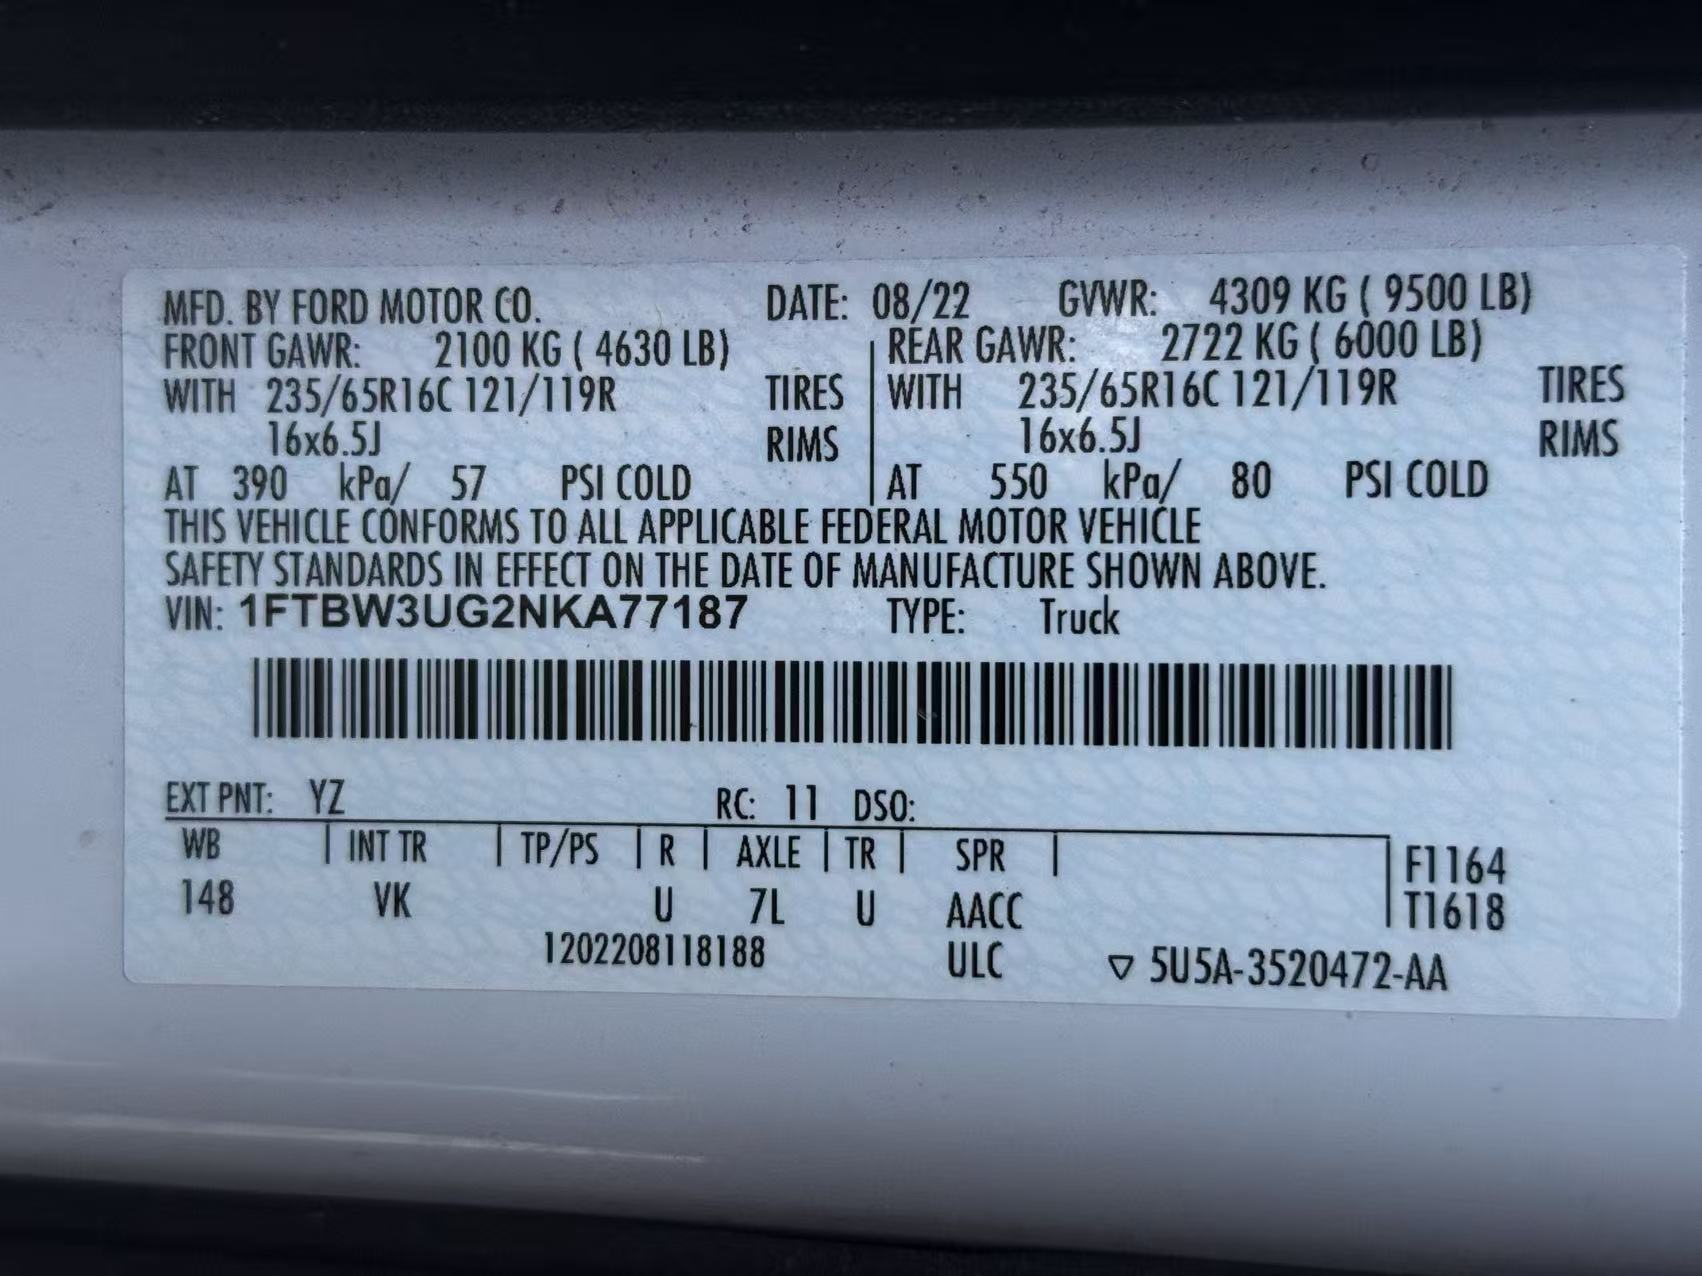 MFD. BY FORD MOTOR CO. DATE: 08/22 GVWR: 4309 KG ( 9500 LB)
FRONT GAWR: 2100 KG ( 4630 LB) REAR GAWR: 2722 KG ( 6000 LB)
WITH 235/65R16C 121/119R TIRES WITH 235/65R16C 121/119R TIRES
16x6.5J RIMS 16x6.5J RIMS
AT 390 kPa/ 57 PSI COLD AT 550 kPa/ 80 PSI COLD
THIS VEHICLE CONFORMS TO ALL APPLICABLE FEDERAL MOTOR VEHICLE
SAFETY STANDARDS IN EFFECT ON THE DATE OF MANUFACTURE SHOWN ABOVE.
VIN: 1FTBW3UG2NKA77187 TYPE: Truck
EXT PNT: YZ RC: 11 DSO:
WB | INT TR | TP/PS | R | AXLE | TR | SPR | F1164
148 VK U 7L U AACC T1618
1202208118188 ULC ▽ 5U5A-3520472-AA